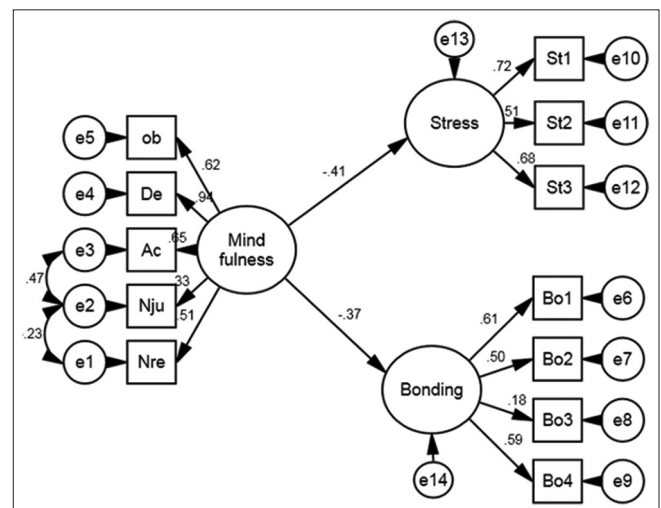 e13
.72
St1
e10
Stress
.51
St2
e11
.68
St3
e12
e5
ob
.62
e4
De
.94
-.41
e3
Ac
.65
Mind
fulness
.47
e2
Nju
.33
.23
e1
Nre
.51
-.37
Bonding
.61
Bo1
e6
.50
Bo2
e7
.18
Bo3
e8
.59
Bo4
e9
e14